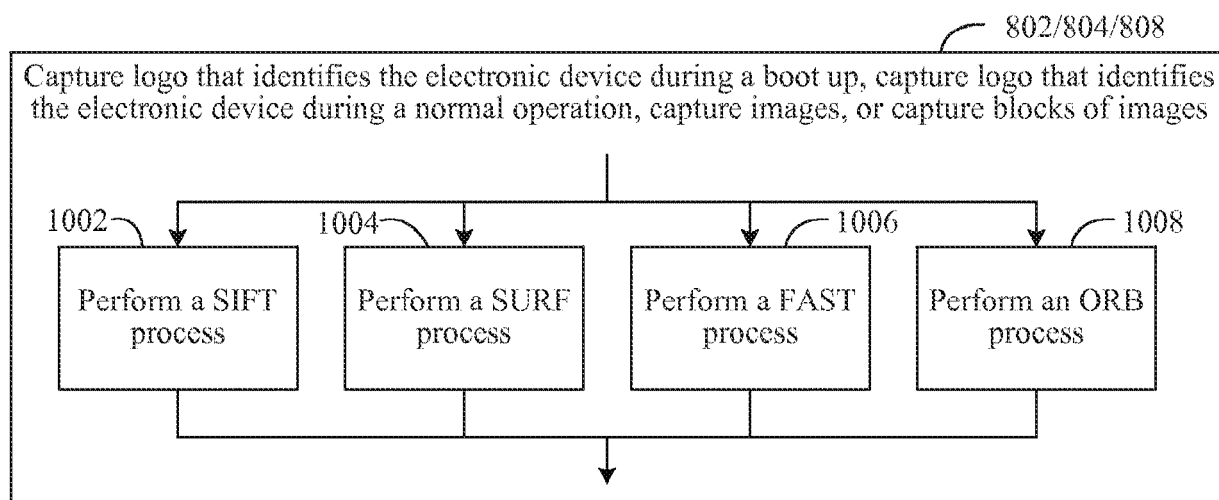 802/804/808
Capture logo that identifies the electronic device during a boot up, capture logo that identifies
the electronic device during a normal operation, capture images, or capture blocks of images
1002
1004
1006
1008
Perform a SIFT
process
Perform a SURF
process
Perform a FAST
process
Perform an ORB
process